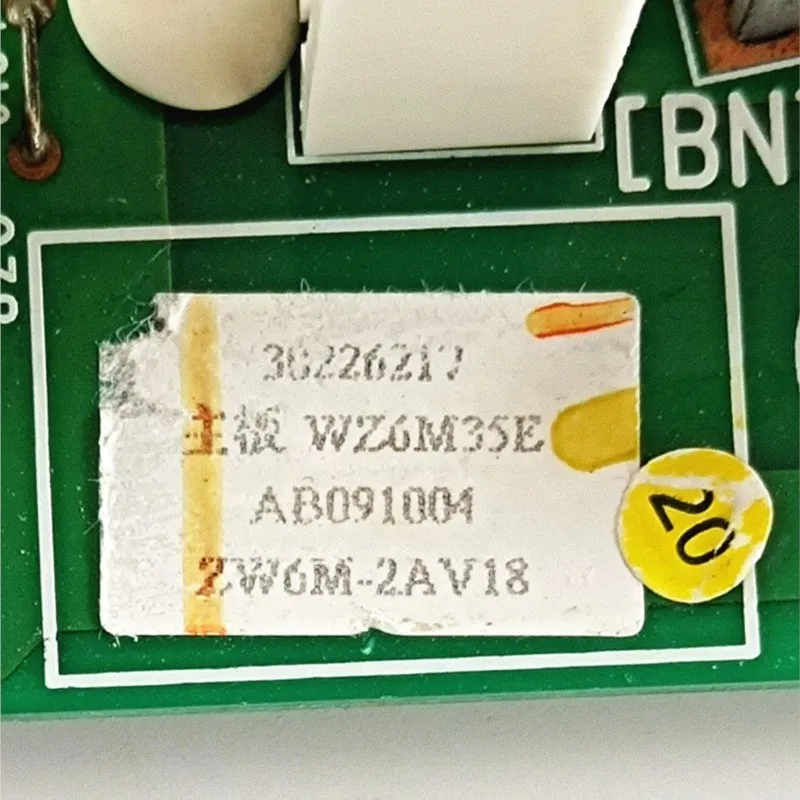 [BN
30226217
主板 WZ6M35E
AB091004
ZW6M-2AV18
20